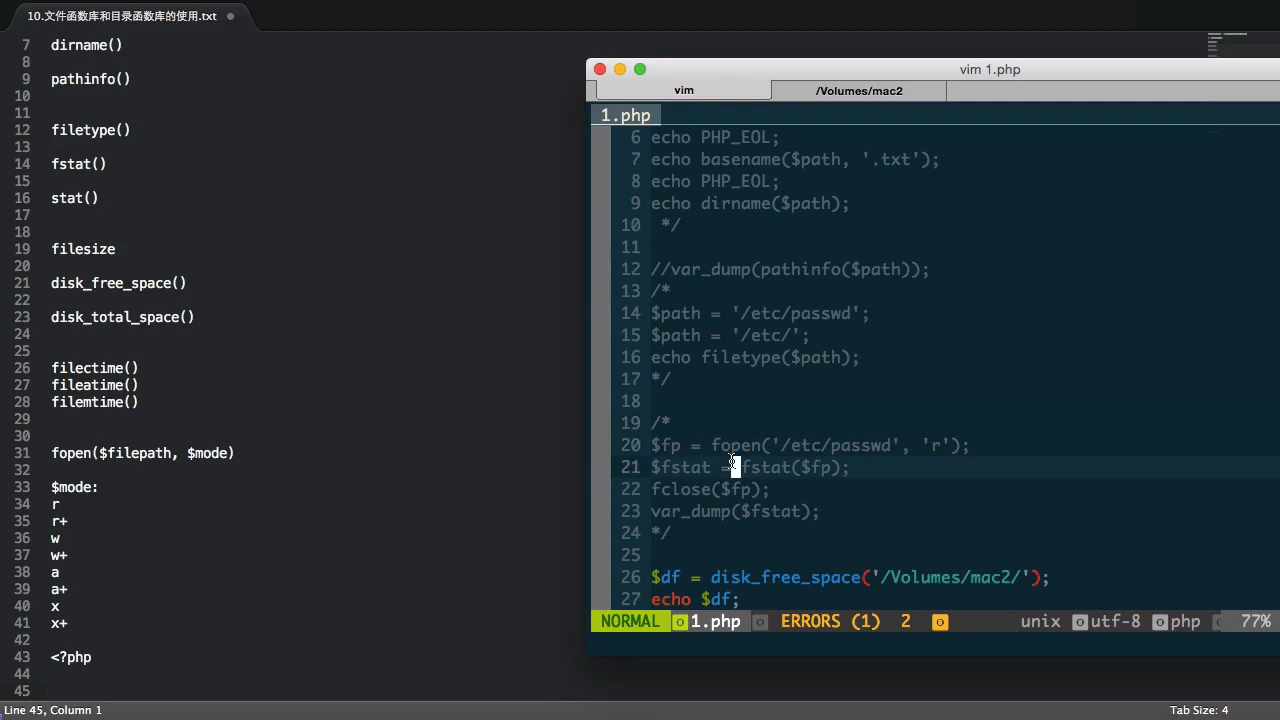 10.文件函数库和目录函数库的使用.txt
7 dirname()
8
9 pathinfo()
10
11
12 filetype()
13
14 fstat()
15
16 stat()
17
18
19 filesize
20
21 disk_free_space()
22
23 disk_total_space()
24
25
26 filectime()
27 fileatime()
28 filemtime()
29
30
31 fopen($filepath, $mode)
32
33 $mode:
34 r
35 r+
36 w
37 w+
38 a
39 a+
40 x
41 x+
42
43 <?php
44
45
Line 45, Column 1
Tab Size: 4
vim 1.php
vim
/Volumes/mac2
1.php
6 echo PHP_EOL;
7 echo basename($path, '.txt');
8 echo PHP_EOL;
9 echo dirname($path);
10 */
11
12 //var_dump(pathinfo($path));
13 /*
14 $path = '/etc/passwd';
15 $path = '/etc/';
16 echo filetype($path);
17 */
18
19 /*
20 $fp = fopen('/etc/passwd', 'r');
21 $fstat = fstat($fp);
22 fclose($fp);
23 var_dump($fstat);
24 */
25
26 $df = disk_free_space('/Volumes/mac2/');
27 echo $df;
NORMAL 1.php ERRORS (1) 2 unix utf-8 php 77%